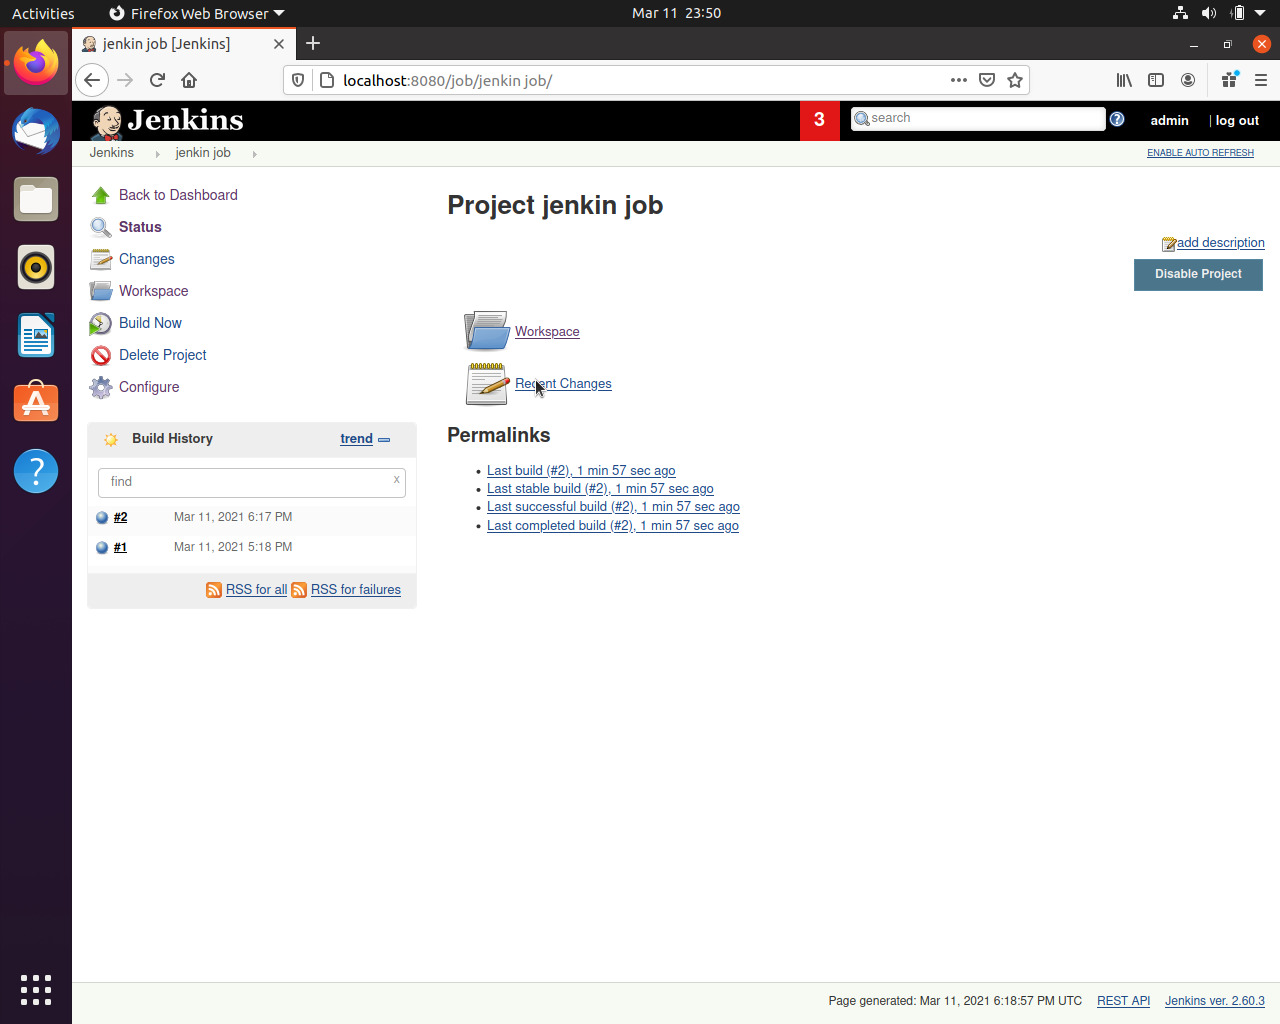 Activities Firefox Web Browser Mar 11 23:50
jenkin job [Jenkins]
localhost:8080/job/jenkin job/
Jenkins 3 search admin | log out
Jenkins jenkin job ENABLE AUTO REFRESH
Back to Dashboard
Status
Changes
Workspace
Build Now
Delete Project
Configure
Build History trend
find x
#2 Mar 11, 2021 6:17 PM
#1 Mar 11, 2021 5:18 PM
RSS for all RSS for failures
Project jenkin job
add description
Disable Project
Workspace
Recent Changes
Permalinks
Last build (#2), 1 min 57 sec ago
Last stable build (#2), 1 min 57 sec ago
Last successful build (#2), 1 min 57 sec ago
Last completed build (#2), 1 min 57 sec ago
Page generated: Mar 11, 2021 6:18:57 PM UTC REST API Jenkins ver. 2.60.3